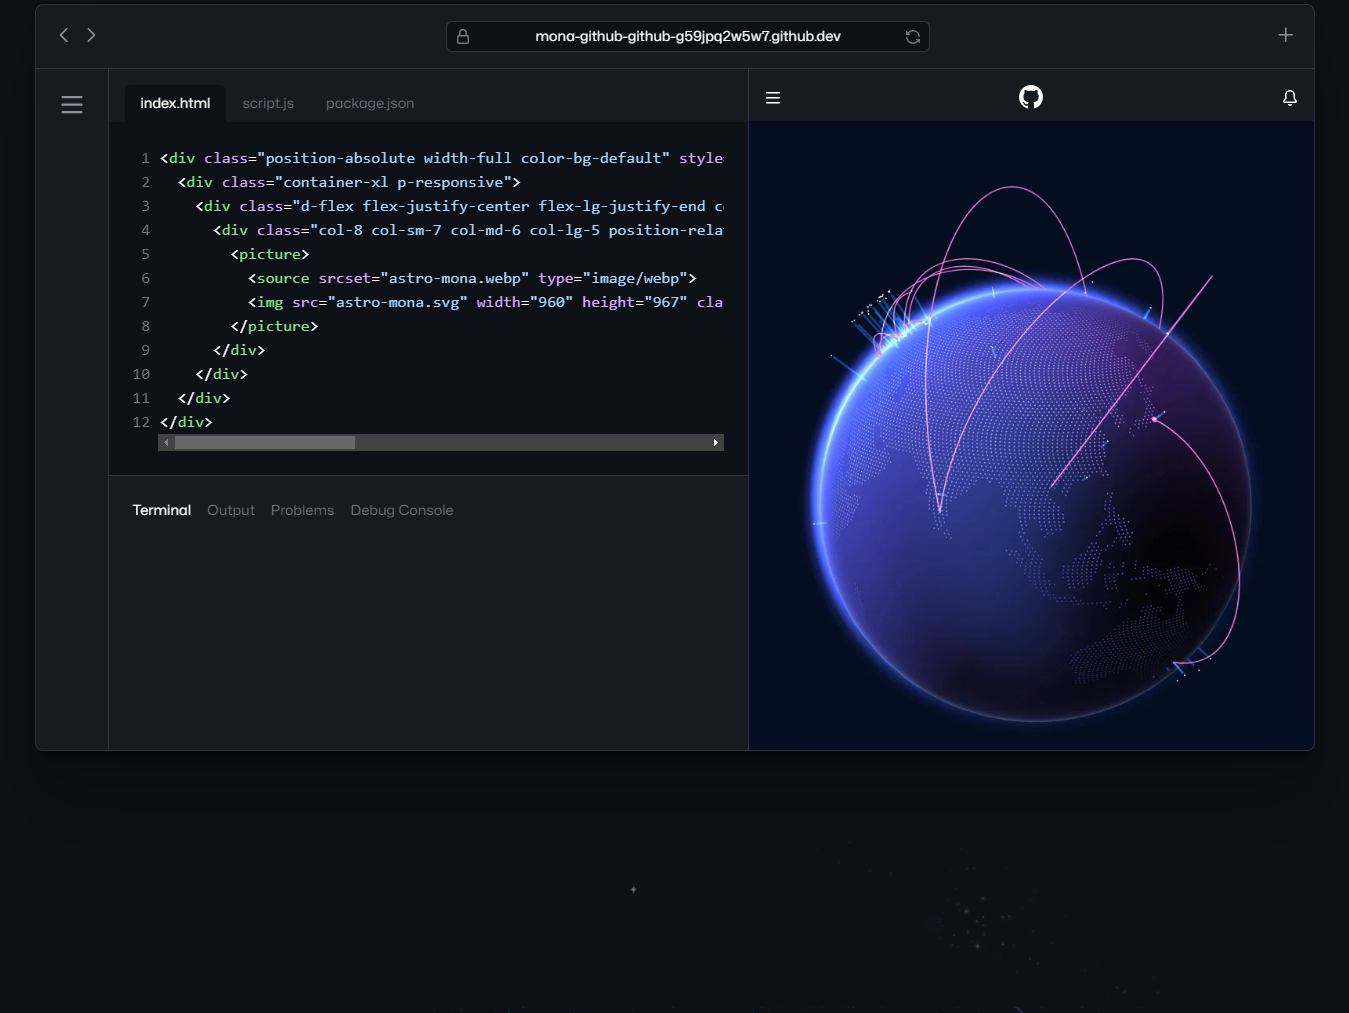 mona-github-github-g59jpq2w5w7.github.dev
index.html script.js package.json
1 <div class="position-absolute width-full color-bg-default" style
2 <div class="container-xl p-responsive">
3 <div class="d-flex flex-justify-center flex-lg-justify-end c
4 <div class="col-8 col-sm-7 col-md-6 col-lg-5 position-rela
5 <picture>
6 <source srcset="astro-mona.webp" type="image/webp">
7 <img src="astro-mona.svg" width="960" height="967" cla
8 </picture>
9 </div>
10 </div>
11 </div>
12 </div>
Terminal Output Problems Debug Console